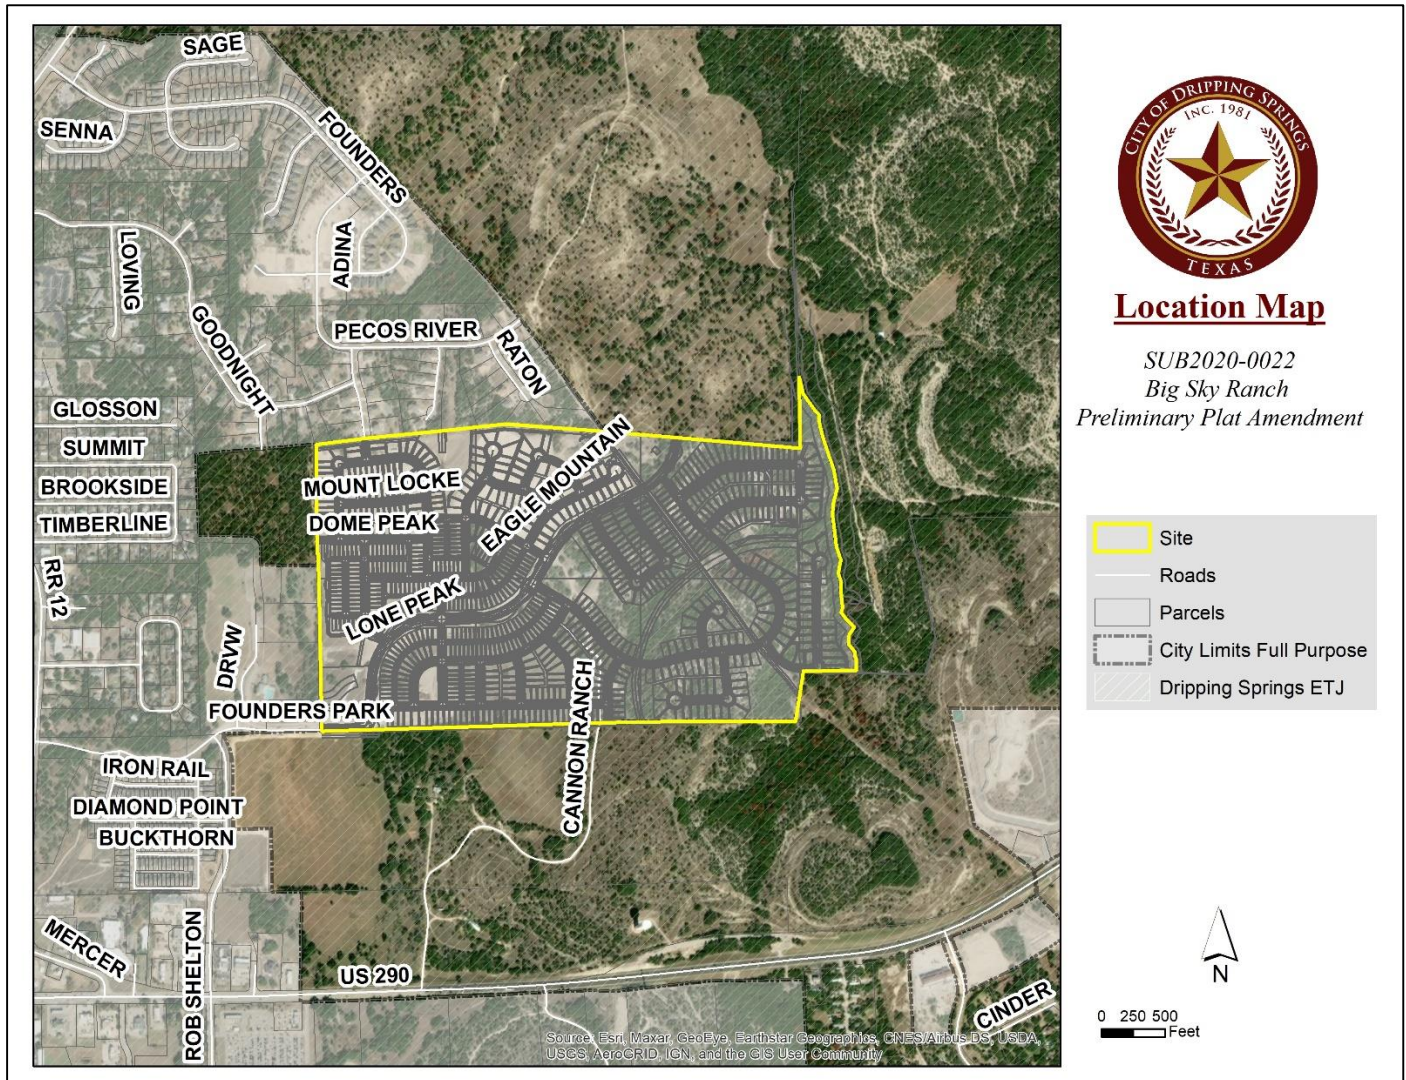 SAGE
SENNA
FOUNDERS
LOVING
ADINA
GOODNIGHT
PECOS RIVER
RATON
GLOSSON
SUMMIT
BROOKSIDE
TIMBERLINE
RR 12
MOUNT LOCKE
EAGLE MOUNTAIN
DOME PEAK
LONE PEAK
DRVW
FOUNDERS PARK
CANNON RANCH
IRON RAIL
DIAMOND POINT
BUCKTHORN
MERCER
ROB SHELTON
US 290
CINDER
Source: Esri, Maxar, GeoEye, Earthstar Geographics, CNES/Airbus DS, USDA,
USGS, AeroGRID, IGN, and the GIS User Community
CITY OF DRIPPING SPRINGS
INC. 1981
TEXAS
Location Map
SUB2020-0022
Big Sky Ranch
Preliminary Plat Amendment
Site
Roads
Parcels
City Limits Full Purpose
Dripping Springs ETJ
N
0 250 500
Feet